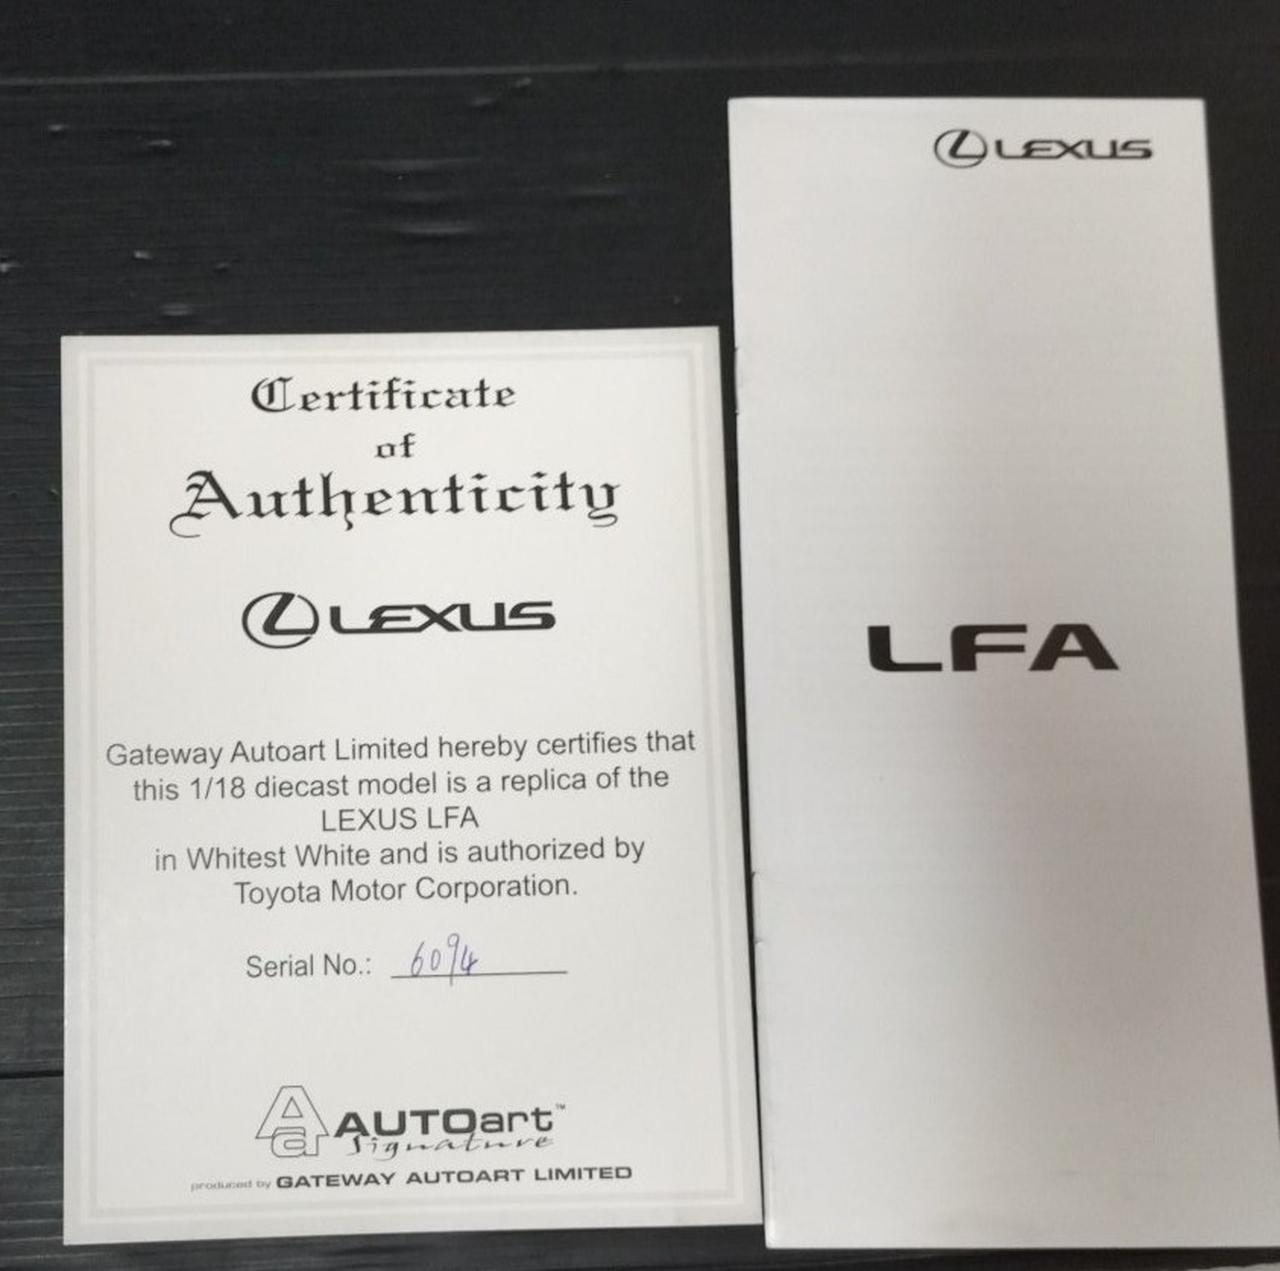 Certificate
of
Authenticity
LEXUS
Gateway Autoart Limited hereby certifies that
this 1/18 diecast model is a replica of the
LEXUS LFA
in Whitest White and is authorized by
Toyota Motor Corporation.
Serial No.: 6094
Aa AUTOart™
Signature
produced by GATEWAY AUTOART LIMITED
LEXUS
LFA